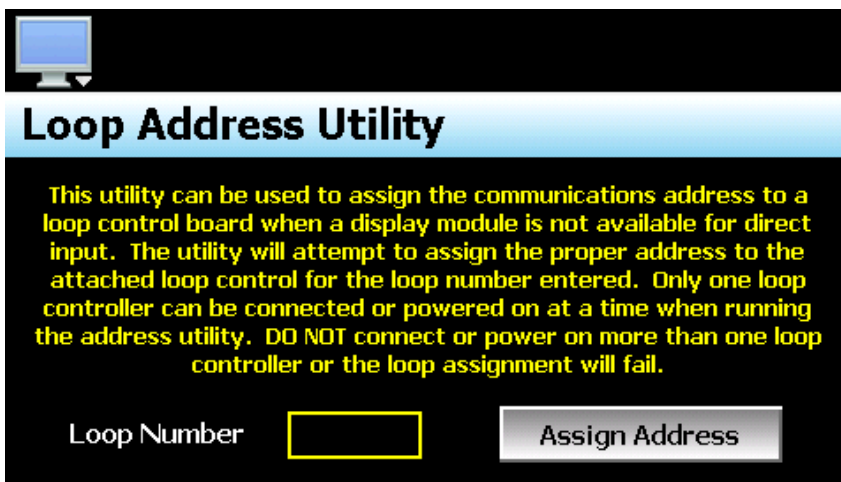 Loop Address Utility
This utility can be used to assign the communications address to a
loop control board when a display module is not available for direct
input.  The utility will attempt to assign the proper address to the
attached loop control for the loop number entered.  Only one loop
controller can be connected or powered on at a time when running
the address utility.  DO NOT connect or power on more than one loop
controller or the loop assignment will fail.
Loop Number
Assign Address